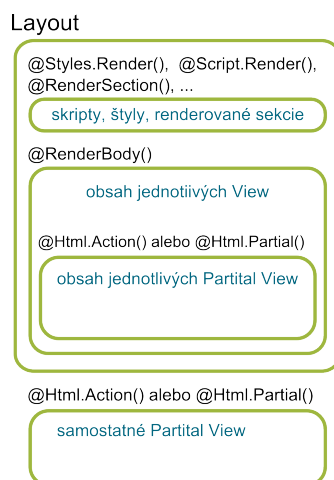 Layout
@Styles.Render(), @Script.Render(),
@RenderSection(), ...
skripty, štyly, renderované sekcie
@RenderBody()
obsah jednotiivých View
@Html.Action() alebo @Html.Partial()
obsah jednotlivých Partital View
@Html.Action() alebo @Html.Partial()
samostatné Partital View